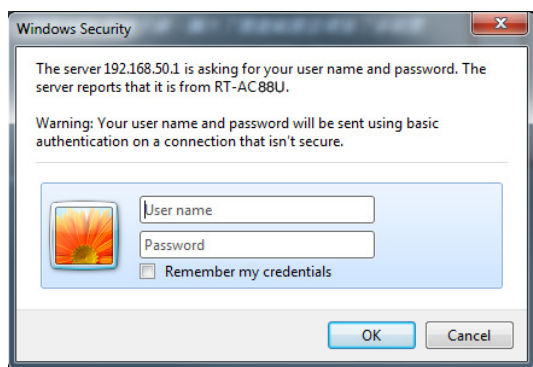 Windows Security
The server 192.168.50.1 is asking for your user name and password. The
server reports that it is from RT-AC88U.
Warning: Your user name and password will be sent using basic
authentication on a connection that isn't secure.
User name
Password
Remember my credentials
OK
Cancel